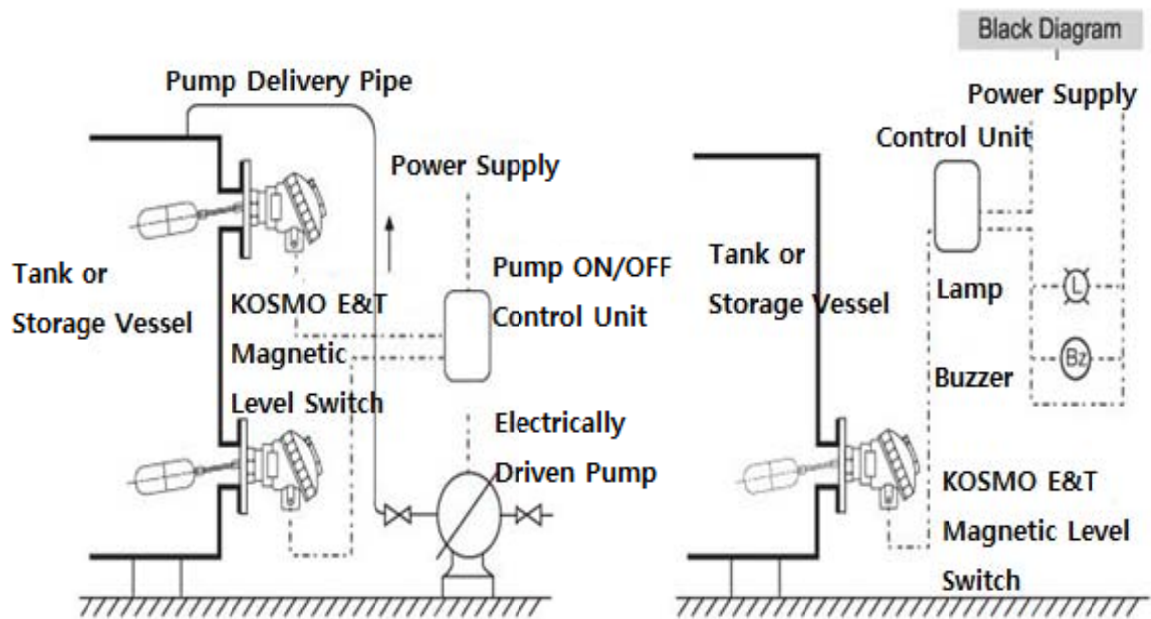 Black Diagram
Pump Delivery Pipe
Power Supply
Tank or
Storage Vessel
KOSMO E&T
Magnetic
Level Switch
Pump ON/OFF
Control Unit
Electrically
Driven Pump
Power Supply
Control Unit
Tank or
Storage Vessel
Lamp
L
Buzzer
Bz
KOSMO E&T
Magnetic Level
Switch